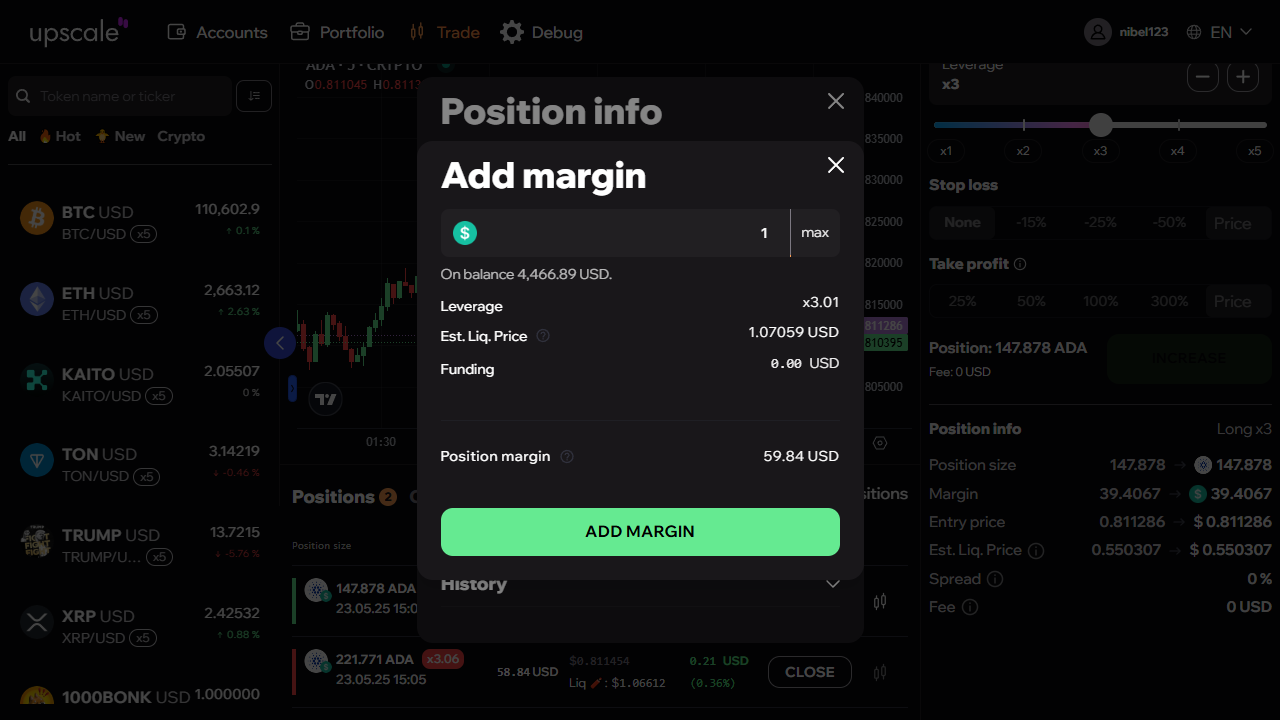 upscale
Accounts
Portfolio
Trade
Debug
nibel123
EN
Token name or ticker
All
Hot
New
Crypto
BTC USD
110,602.9
BTC/USD x5
↑ 0.1 %
ETH USD
2,663.12
ETH/USD x5
↑ 2.63 %
KAITO USD
2.05507
KAITO/USD x5
0 %
TON USD
3.14219
TON/USD x5
↓ -0.46 %
TRUMP USD
13.7215
TRUMP/U... x5
↓ -5.76 %
XRP USD
2.42532
XRP/USD x5
↑ 0.88 %
1000BONK USD
1.000000
ADA · 5 · CRYPTO
O0.811045 H0.8113
840000
835000
830000
825000
820000
815000
811286
810395
805000
01:30
Position info
Add margin
$ 1 max
On balance 4,466.89 USD.
Leverage
x3.01
Est. Liq. Price
1.07059 USD
Funding
0.00 USD
Position margin
59.84 USD
ADD MARGIN
History
Positions 2
sitions
Position size
147.878 ADA
23.05.25 15:0
221.771 ADA x3.06
23.05.25 15:05
58.84 USD
$0.811454
Liq : $1.06612
0.21 USD
(0.36%)
CLOSE
Leverage
x3
x1
x2
x3
x4
x5
Stop loss
None
-15%
-25%
-50%
Price
Take profit
25%
50%
100%
300%
Price
Position: 147.878 ADA
Fee: 0 USD
INCREASE
Position info
Long x3
Position size
147.878 → 147.878
Margin
39.4067 → 39.4067
Entry price
0.811286 → $ 0.811286
Est. Liq. Price
0.550307 → $ 0.550307
Spread
0 %
Fee
0 USD